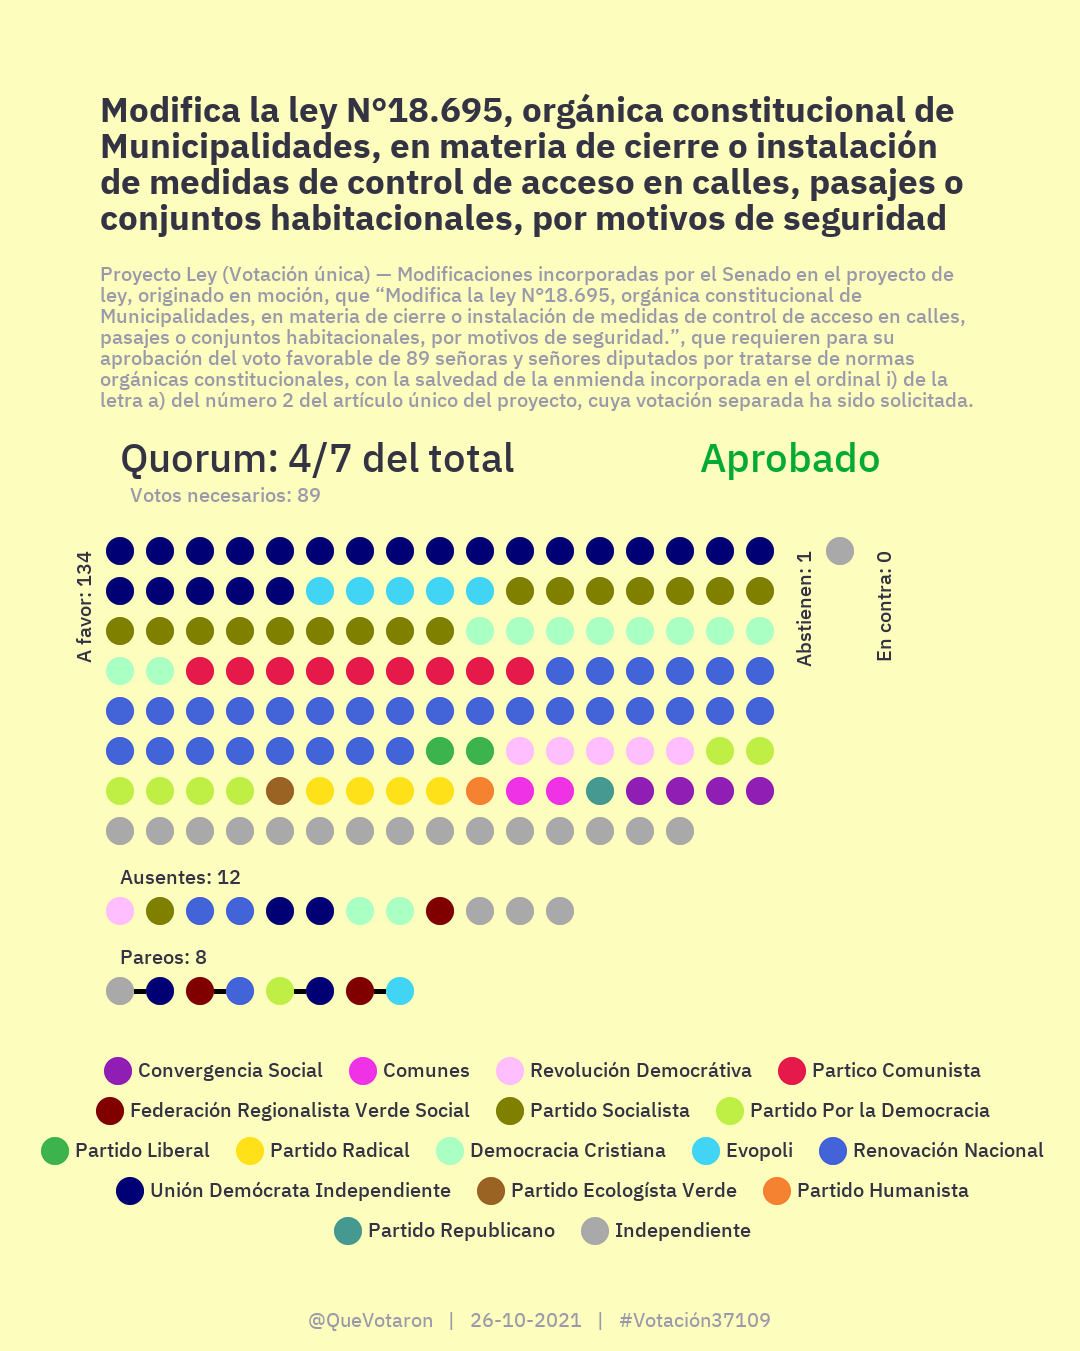 Modifica la ley N°18.695, orgánica constitucional de
Municipalidades, en materia de cierre o instalación
de medidas de control de acceso en calles, pasajes o
conjuntos habitacionales, por motivos de seguridad
Proyecto Ley (Votación única) — Modificaciones incorporadas por el Senado en el proyecto de
ley, originado en moción, que “Modifica la ley N°18.695, orgánica constitucional de
Municipalidades, en materia de cierre o instalación de medidas de control de acceso en calles,
pasajes o conjuntos habitacionales, por motivos de seguridad.”, que requieren para su
aprobación del voto favorable de 89 señoras y señores diputados por tratarse de normas
orgánicas constitucionales, con la salvedad de la enmienda incorporada en el ordinal i) de la
letra a) del número 2 del artículo único del proyecto, cuya votación separada ha sido solicitada.
Quorum: 4/7 del total
Aprobado
Votos necesarios: 89
A favor: 134
Abstienen: 1
En contra: 0
Ausentes: 12
Pareos: 8
Convergencia Social
Comunes
Revolución Democrátiva
Partico Comunista
Federación Regionalista Verde Social
Partido Socialista
Partido Por la Democracia
Partido Liberal
Partido Radical
Democracia Cristiana
Evopoli
Renovación Nacional
Unión Demócrata Independiente
Partido Ecologísta Verde
Partido Humanista
Partido Republicano
Independiente
@QueVotaron | 26-10-2021 | #Votación37109